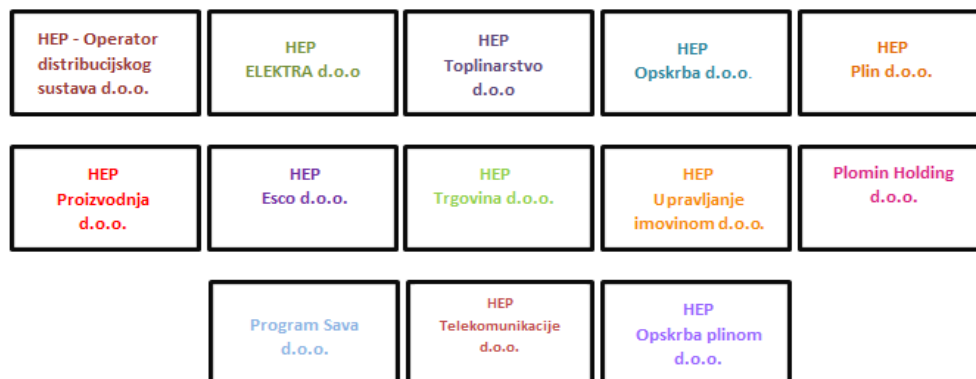 HEP - Operator
distribucijskog
sustava d.o.o.
HEP
ELEKTRA d.o.o
HEP
Toplinarstvo
d.o.o
HEP
Opskrba d.o.o.
HEP
Plin d.o.o.
HEP
Proizvodnja
d.o.o.
HEP
Esco d.o.o.
HEP
Trgovina d.o.o.
HEP
Upravljanje
imovinom d.o.o.
Plomin Holding
d.o.o.
Program Sava
d.o.o.
HEP
Telekomunikacije
d.o.o.
HEP
Opskrba plinom
d.o.o.